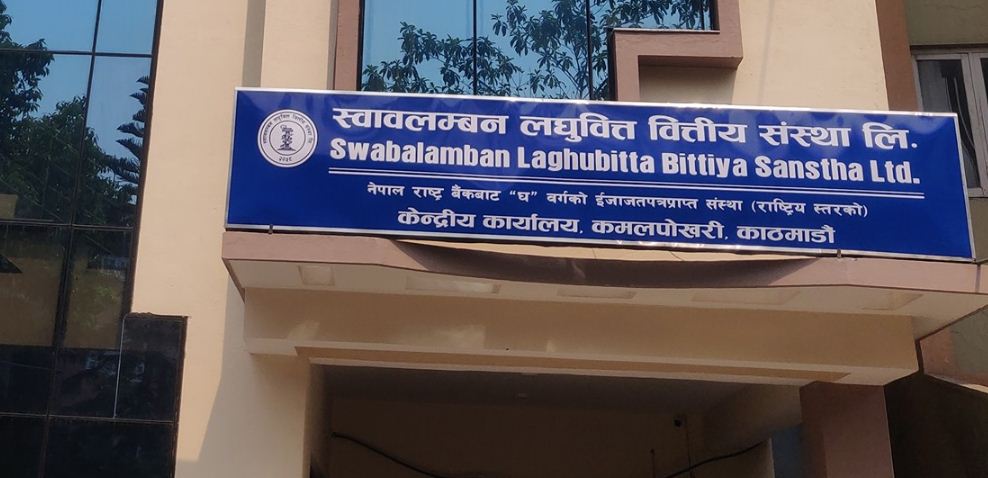 स्वावलम्बन लघुवित्त वित्तीय संस्था लि.
Swabalamban Laghubitta Bittiya Sanstha Ltd.
नेपाल राष्ट्र बैँकबाट “घ” वर्गको ईजाजतपत्रप्राप्त संस्था (राष्ट्रिय स्तरको)
केन्द्रीय कार्यालय, कमलपोखरी, काठमाडौं